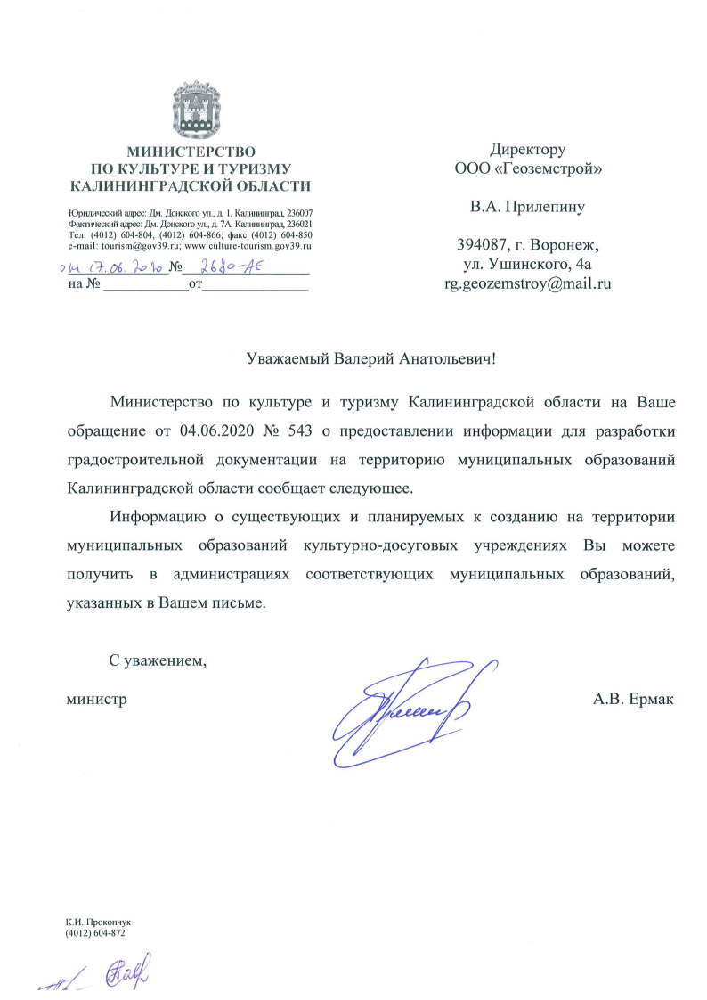 МИНИСТЕРСТВО
ПО КУЛЬТУРЕ И ТУРИЗМУ
КАЛИНИНГРАДСКОЙ ОБЛАСТИ
Юридический адрес: Дм. Донского ул., д. 1, Калининград, 236007
Фактический адрес: Дм. Донского ул., д. 7А, Калининград, 236021
Тел. (4012) 604-804, (4012) 604-866; факс (4012) 604-850
e-mail: tourism@gov39.ru; www.culture-tourism.gov39.ru
от 17.06.2020 № 2680-АЕ
на № ____________от_______________
Директору
ООО «Геоземстрой»
В.А. Прилепину
394087, г. Воронеж,
ул. Ушинского, 4а
rg.geozemstroy@mail.ru
Уважаемый Валерий Анатольевич!
Министерство по культуре и туризму Калининградской области на Ваше
обращение от 04.06.2020 № 543 о предоставлении информации для разработки
градостроительной документации на территорию муниципальных образований
Калининградской области сообщает следующее.
Информацию о существующих и планируемых к созданию на территории
муниципальных образований культурно-досуговых учреждениях Вы можете
получить в администрациях соответствующих муниципальных образований,
указанных в Вашем письме.
С уважением,
министр
А.В. Ермак
К.И. Прокопчук
(4012) 604-872